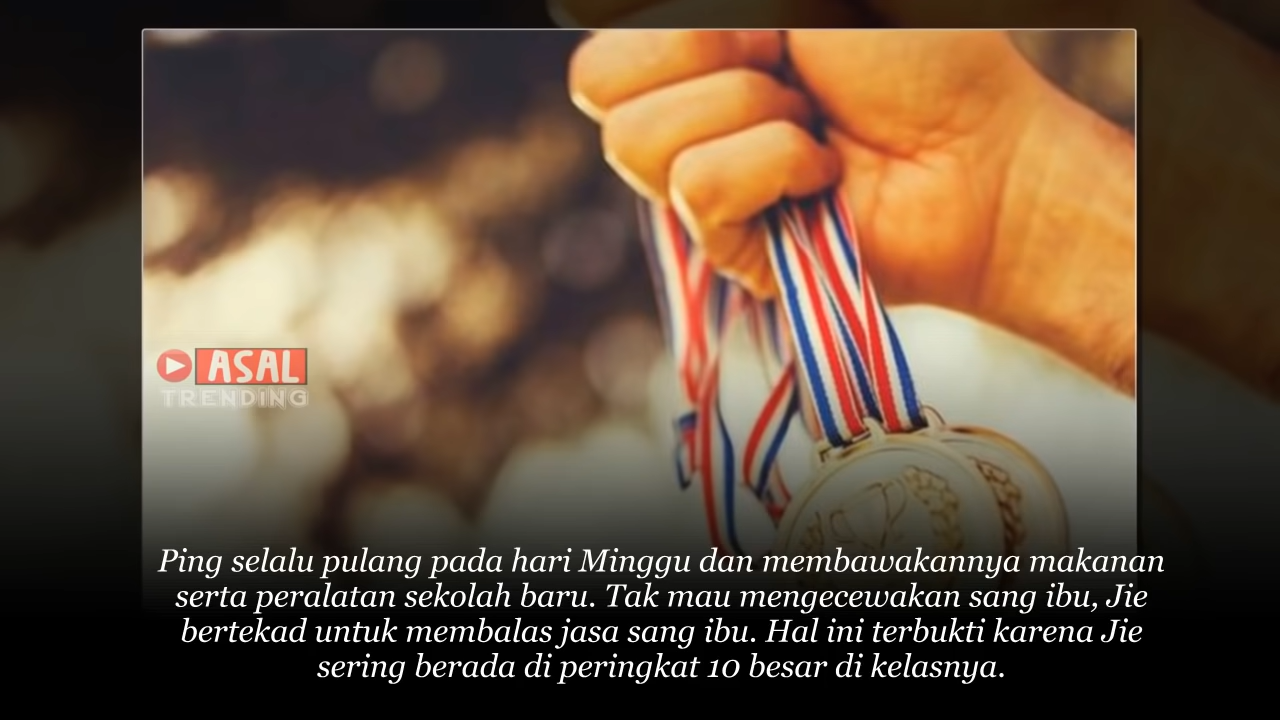 ASAL
TRENDING
Ping selalu pulang pada hari Minggu dan membawakannya makanan
serta peralatan sekolah baru. Tak mau mengecewakan sang ibu, Jie
bertekad untuk membalas jasa sang ibu. Hal ini terbukti karena Jie
sering berada di peringkat 10 besar di kelasnya.